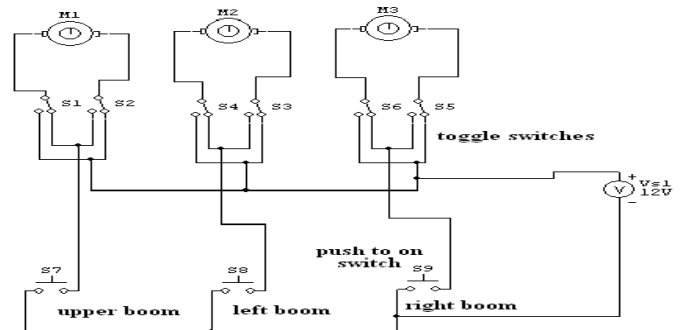 M1
M2
M3
S1 S2
S4 S3
S6 S5
toggle switches
+
Vs1
V
12V
-
push to on
switch
S7
S8
S9
upper boom
left boom
right boom